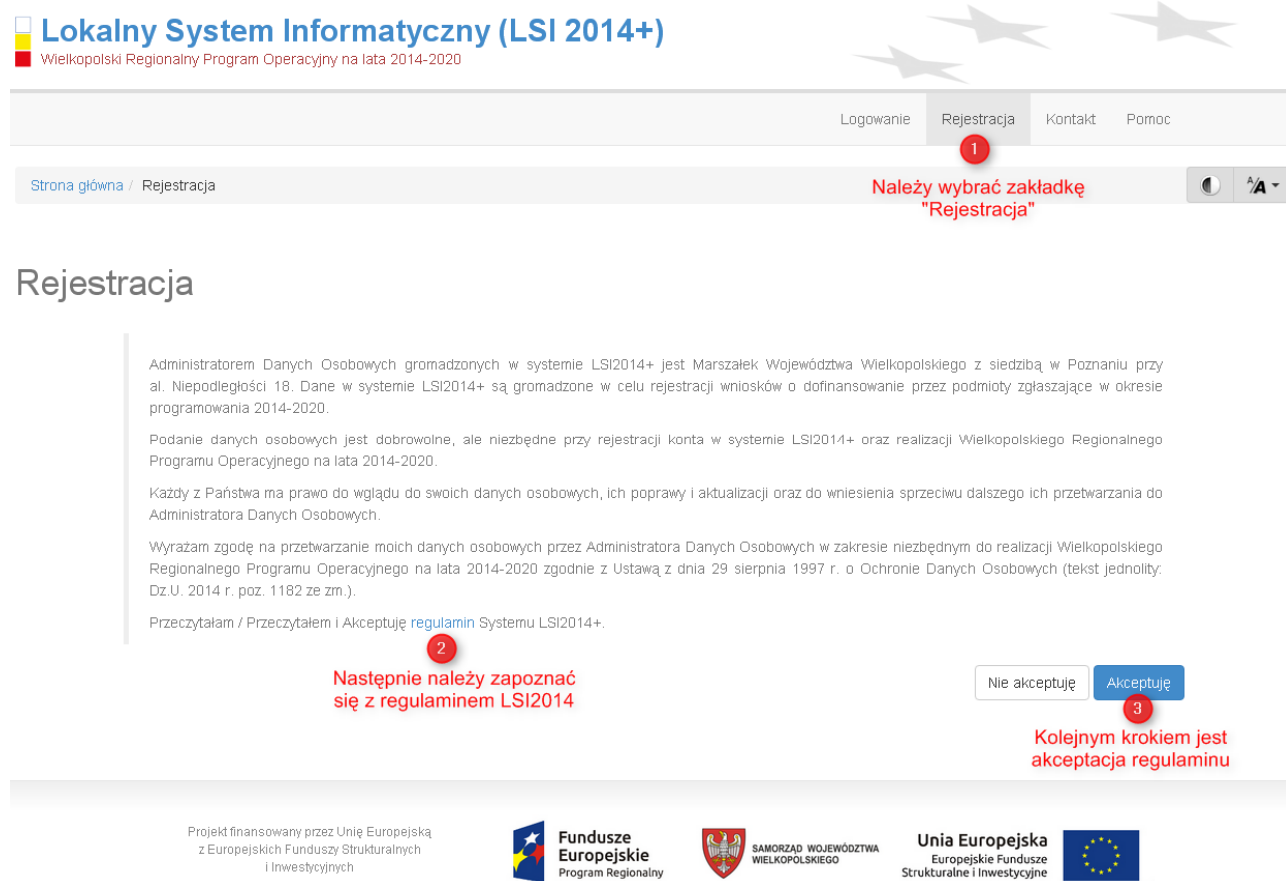 Lokalny System Informatyczny (LSI 2014+)
Wielkopolski Regionalny Program Operacyjny na lata 2014-2020
Logowanie Rejestracja Kontakt Pomoc
1
Strona główna / Rejestracja
Należy wybrać zakładkę
"Rejestracja"
A/A
Rejestracja
Administratorem Danych Osobowych gromadzonych w systemie LSI2014+ jest Marszałek Województwa Wielkopolskiego z siedzibą w Poznaniu przy
al. Niepodległości 18. Dane w systemie LSI2014+ są gromadzone w celu rejestracji wniosków o dofinansowanie przez podmioty zgłaszające w okresie
programowania 2014-2020.
Podanie danych osobowych jest dobrowolne, ale niezbędne przy rejestracji konta w systemie LSI2014+ oraz realizacji Wielkopolskiego Regionalnego
Programu Operacyjnego na lata 2014-2020.
Każdy z Państwa ma prawo do wglądu do swoich danych osobowych, ich poprawy i aktualizacji oraz do wniesienia sprzeciwu dalszego ich przetwarzania do
Administratora Danych Osobowych.
Wyrażam zgodę na przetwarzanie moich danych osobowych przez Administratora Danych Osobowych w zakresie niezbędnym do realizacji Wielkopolskiego
Regionalnego Programu Operacyjnego na lata 2014-2020 zgodnie z Ustawą z dnia 29 sierpnia 1997 r. o Ochronie Danych Osobowych (tekst jednolity:
Dz.U. 2014 r. poz. 1182 ze zm.).
Przeczytałam / Przeczytałem i Akceptuję regulamin Systemu LSI2014+.
2
Następnie należy zapoznać
się z regulaminem LSI2014
Nie akceptuję Akceptuję
3
Kolejnym krokiem jest
akceptacja regulaminu
Projekt finansowany przez Unię Europejską
z Europejskich Funduszy Strukturalnych
i Inwestycyjnych
Fundusze
Europejskie
Program Regionalny
SAMORZĄD WOJEWÓDZTWA
WIELKOPOLSKIEGO
Unia Europejska
Europejskie Fundusze
Strukturalne i Inwestycyjne